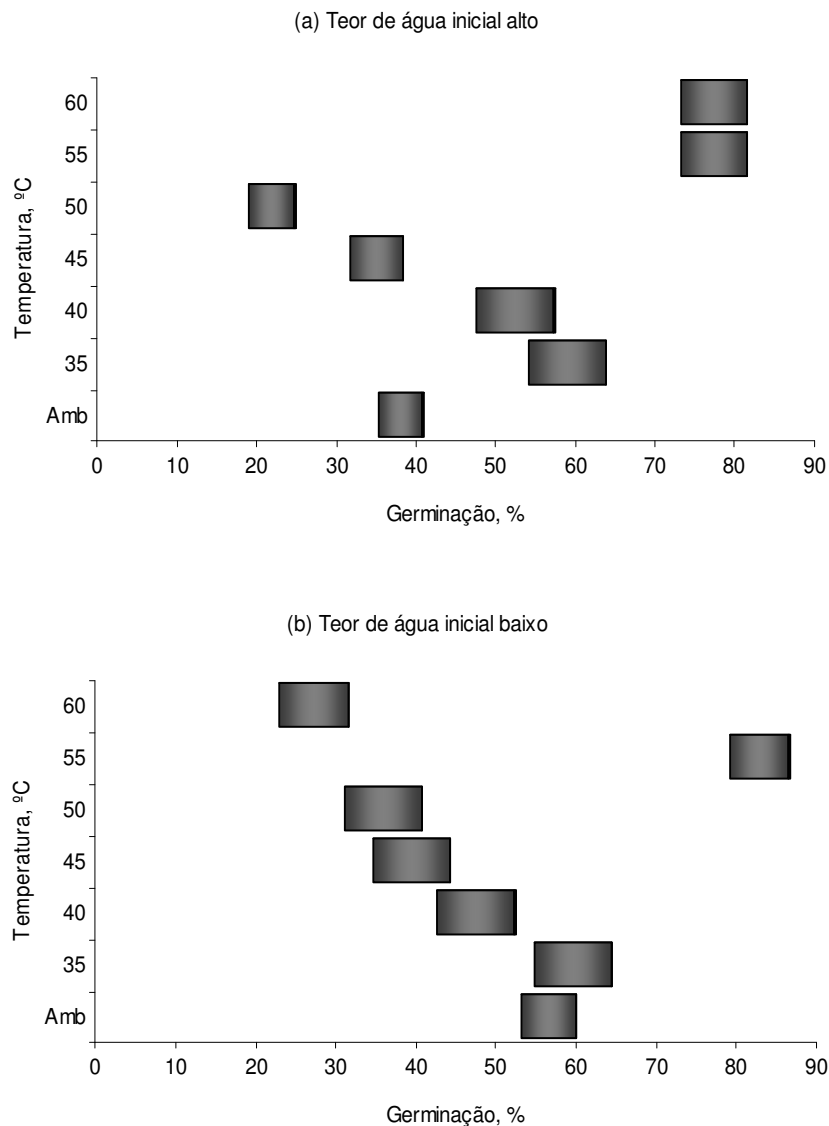 (a) Teor de água inicial alto
Temperatura, ºC
60
55
50
45
40
35
Amb
0 10 20 30 40 50 60 70 80 90
Germinação, %
(b) Teor de água inicial baixo
Temperatura, ºC
60
55
50
45
40
35
Amb
0 10 20 30 40 50 60 70 80 90
Germinação, %